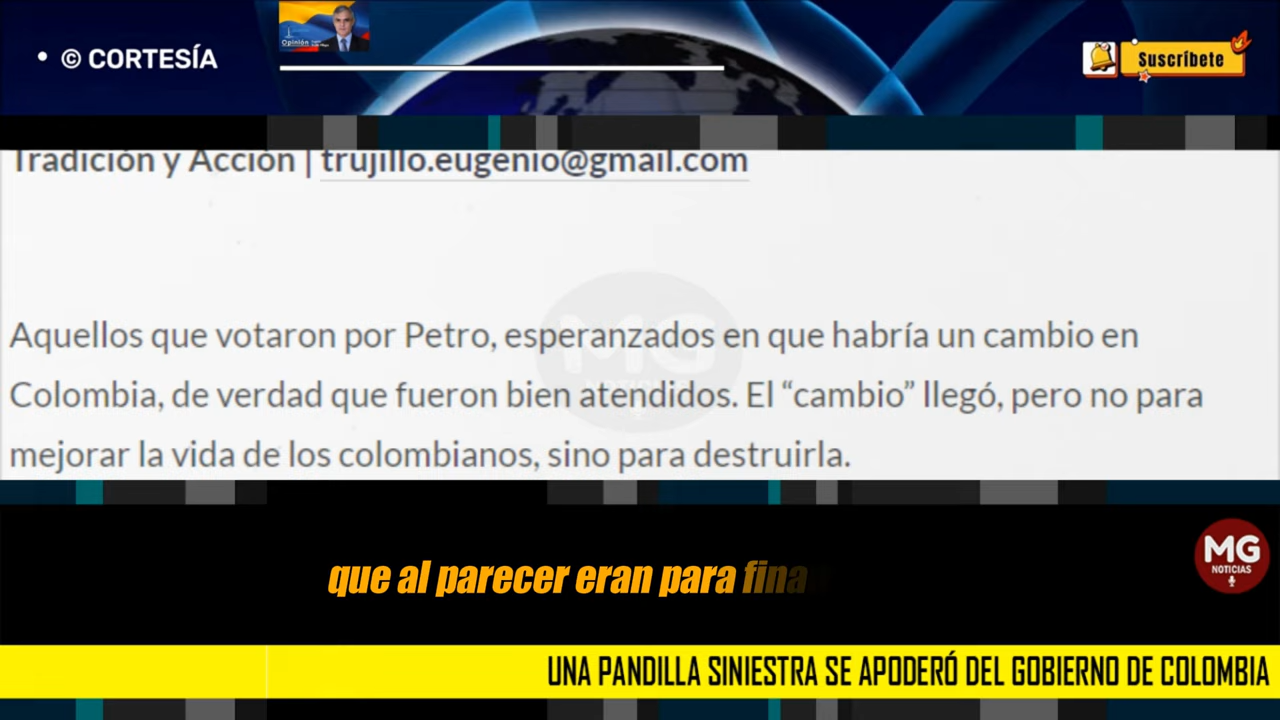 • © CORTESÍA
Opinión
Suscríbete
Tradición y Acción | trujillo.eugenio@gmail.com
Aquellos que votaron por Petro, esperanzados en que habría un cambio en
Colombia, de verdad que fueron bien atendidos. El “cambio” llegó, pero no para
mejorar la vida de los colombianos, sino para destruirla.
MG
NOTICIAS
que al parecer eran para fina
MG
NOTICIAS
UNA PANDILLA SINIESTRA SE APODERÓ DEL GOBIERNO DE COLOMBIA